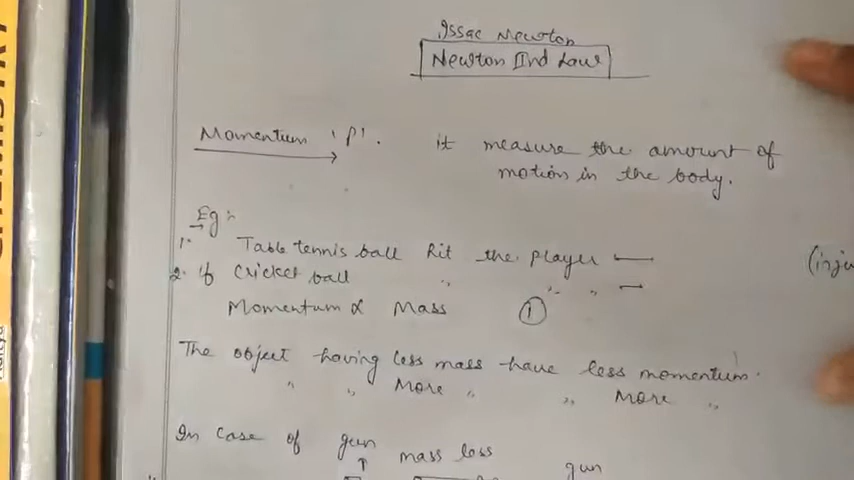 Issac Newton
Newton IInd Law
Momentum 'P'. it measure the amount of
motion in the body.
Eg:
1. Table tennis ball hit the player
2. if cricket ball " " "
Momentum ∝ Mass ①
The object having less mass have less momentum.
" " More " " More "
In case of gun mass less
gun